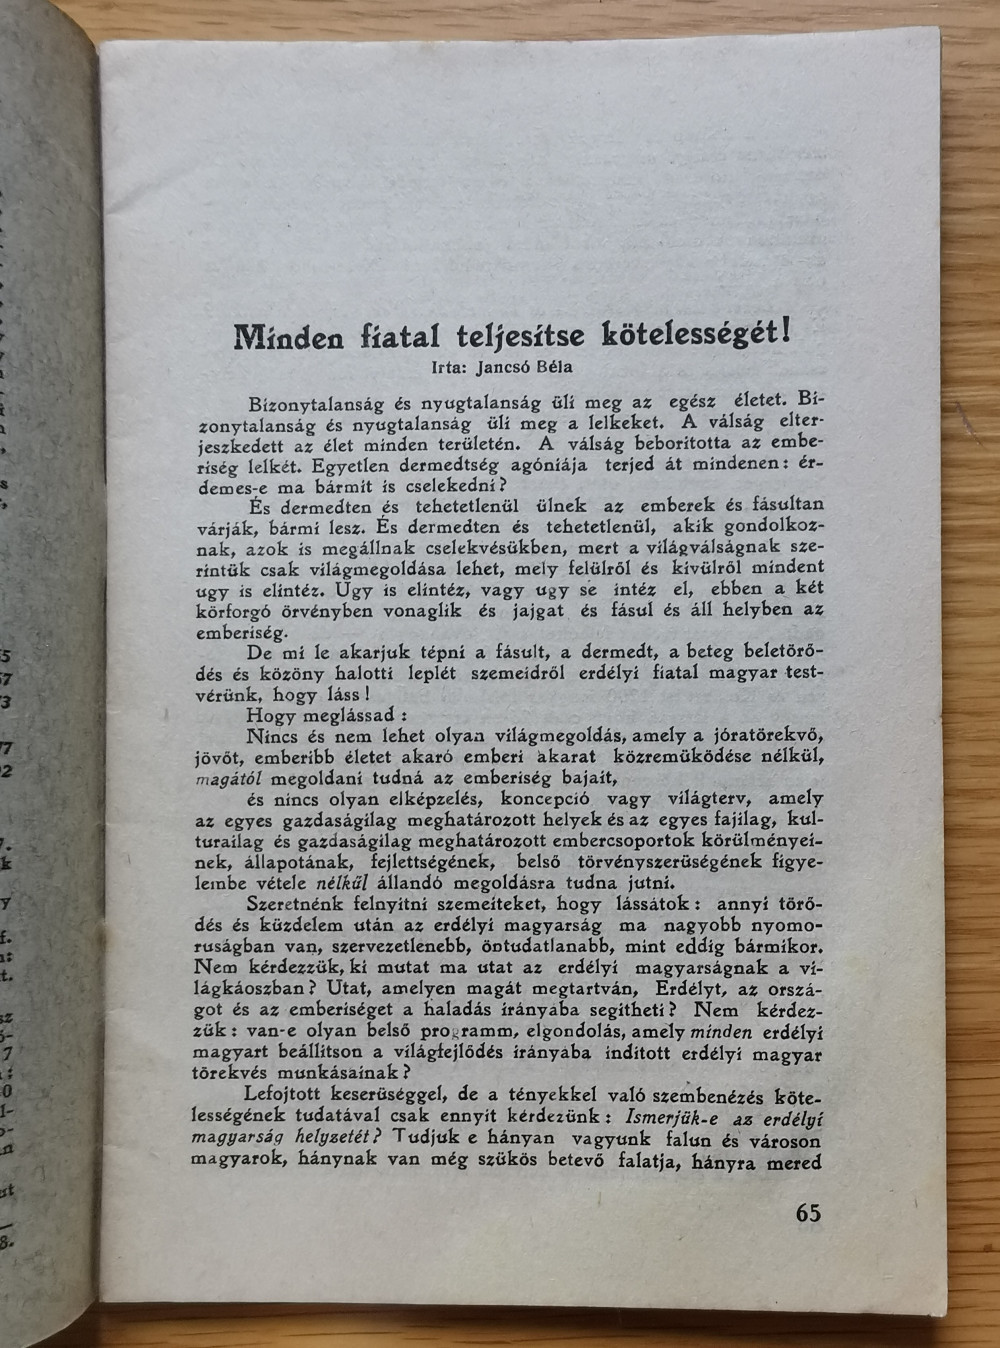 Minden fiatal teljesítse kötelességét!
Irta: Jancsó Béla
Bizonytalanság és nyugtalanság üli meg az egész életet. Bi-
zonytalanság és nyugtalanság üli meg a lelkeket. A válság elter-
jeszkedett az élet minden területén. A válság beborította az embe-
riség lelkét. Egyetlen dermedtség agóniája terjed át mindenen: ér-
demes-e ma bármit is cselekedni?
És dermedten és tehetetlenül ülnek az emberek és fásultan
várják, bármi lesz. És dermedten és tehetetlenül, akik gondolkoz-
nak, azok is megállnak cselekvésükben, mert a világválságnak sze-
rintük csak világmegoldása lehet, mely felülről és kivülről mindent
ugy is elintéz. Ugy is elintéz, vagy ugy se intéz el, ebben a két
körforgó örvényben vonaglik és jajgat és fásul és áll helyben az
emberiség.
De mi le akarjuk tépni a fásult, a dermedt, a beteg beletörő-
dés és közöny halotti leplét szemeidről erdélyi fiatal magyar test-
vérünk, hogy láss!
Hogy meglássad:
Nincs és nem lehet olyan világmegoldás, amely a jóratörekvő,
jövőt, emberibb életet akaró emberi akarat közremüködése nélkül,
magától megoldani tudná az emberiség bajait,
és nincs olyan elképzelés, koncepció vagy világterv, amely
az egyes gazdaságilag meghatározott helyek és az egyes fajilag, kul-
turailag és gazdaságilag meghatározott embercsoportok körülményei-
nek, állapotának, fejlettségének, belső törvényszerüségének figye-
lembe vétele nélkül állandó megoldásra tudna jutni.
Szeretnénk felnyitni szemeiteket, hogy lássátok: annyi törő-
dés és küzdelem után az erdélyi magyarság ma nagyobb nyomo-
ruságban van, szervezetlenebb, öntudatlanabb, mint eddig bármikor.
Nem kérdezzük, ki mutat ma utat az erdélyi magyarságnak a vi-
lágkáoszban? Utat, amelyen magát megtartván, Erdélyt, az orszá-
got és az emberiséget a haladás irányába segítheti? Nem kérdez-
zük: van-e olyan belső programm, elgondolás, amely minden erdélyi
magyart beállitson a világfejlődés irányába inditott erdélyi magyar
törekvés munkásainak?
Lefojtott keserüséggel, de a tényekkel való szembenézés köte-
lességének tudatával csak ennyit kérdezünk: Ismerjük-e az erdélyi
magyarság helyzetét? Tudjuk e hányan vagyunk falun és városon
magyarok, hánynak van még szükös betevő falatja, hányra mered
65